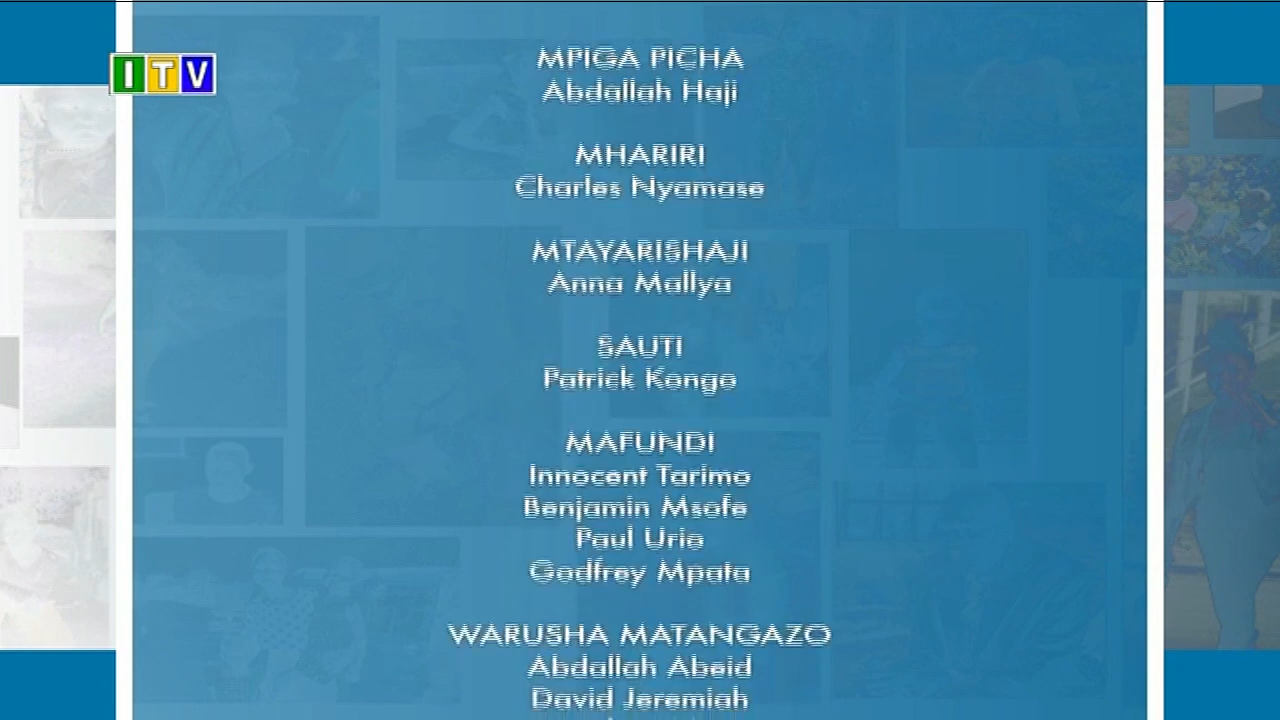 ITV
MPIGA PICHA
Abdallah Haji
MHARIRI
Charles Nyamase
MTAYARISHAJI
Anna Mallya
SAUTI
Patrick Kongo
MAFUNDI
Innocent Tarimo
Benjamin Msofe
Paul Urio
Godfrey Mpata
WARUSHA MATANGAZO
Abdallah Abeid
David Jeremiah